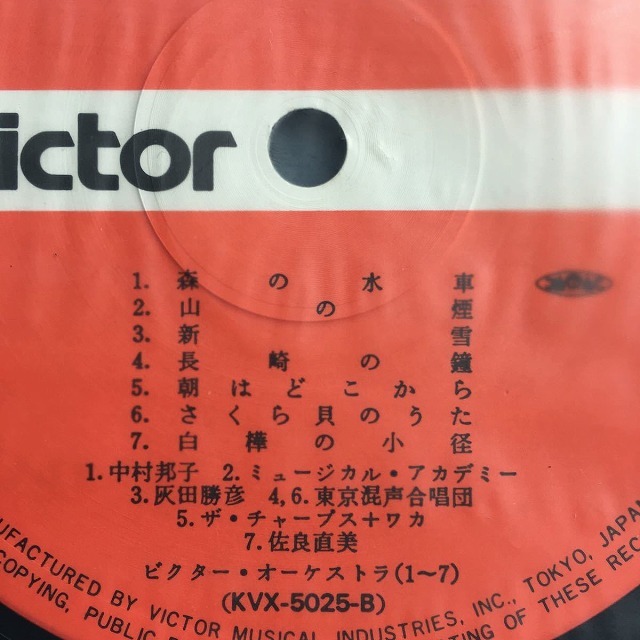 ictor
1. 森の水車
2. 山の煙
3. 新雪
4. 長崎の鐘
5. 朝はどこから
6. さくら貝のうた
7. 白樺の小径
1.中村邦子 2.ミュージカル・アカデミー
3.灰田勝彦 4,6.東京混声合唱団
5.ザ・チャープス+ワカ
7.佐良直美
ビクター・オーケストラ(1〜7)
(KVX-5025-B)
UFACTURED BY VICTOR MUSICAL INDUSTRIES, INC., TOKYO, JAPAN
COPYING, PUBLIC ING OF THESE RECO